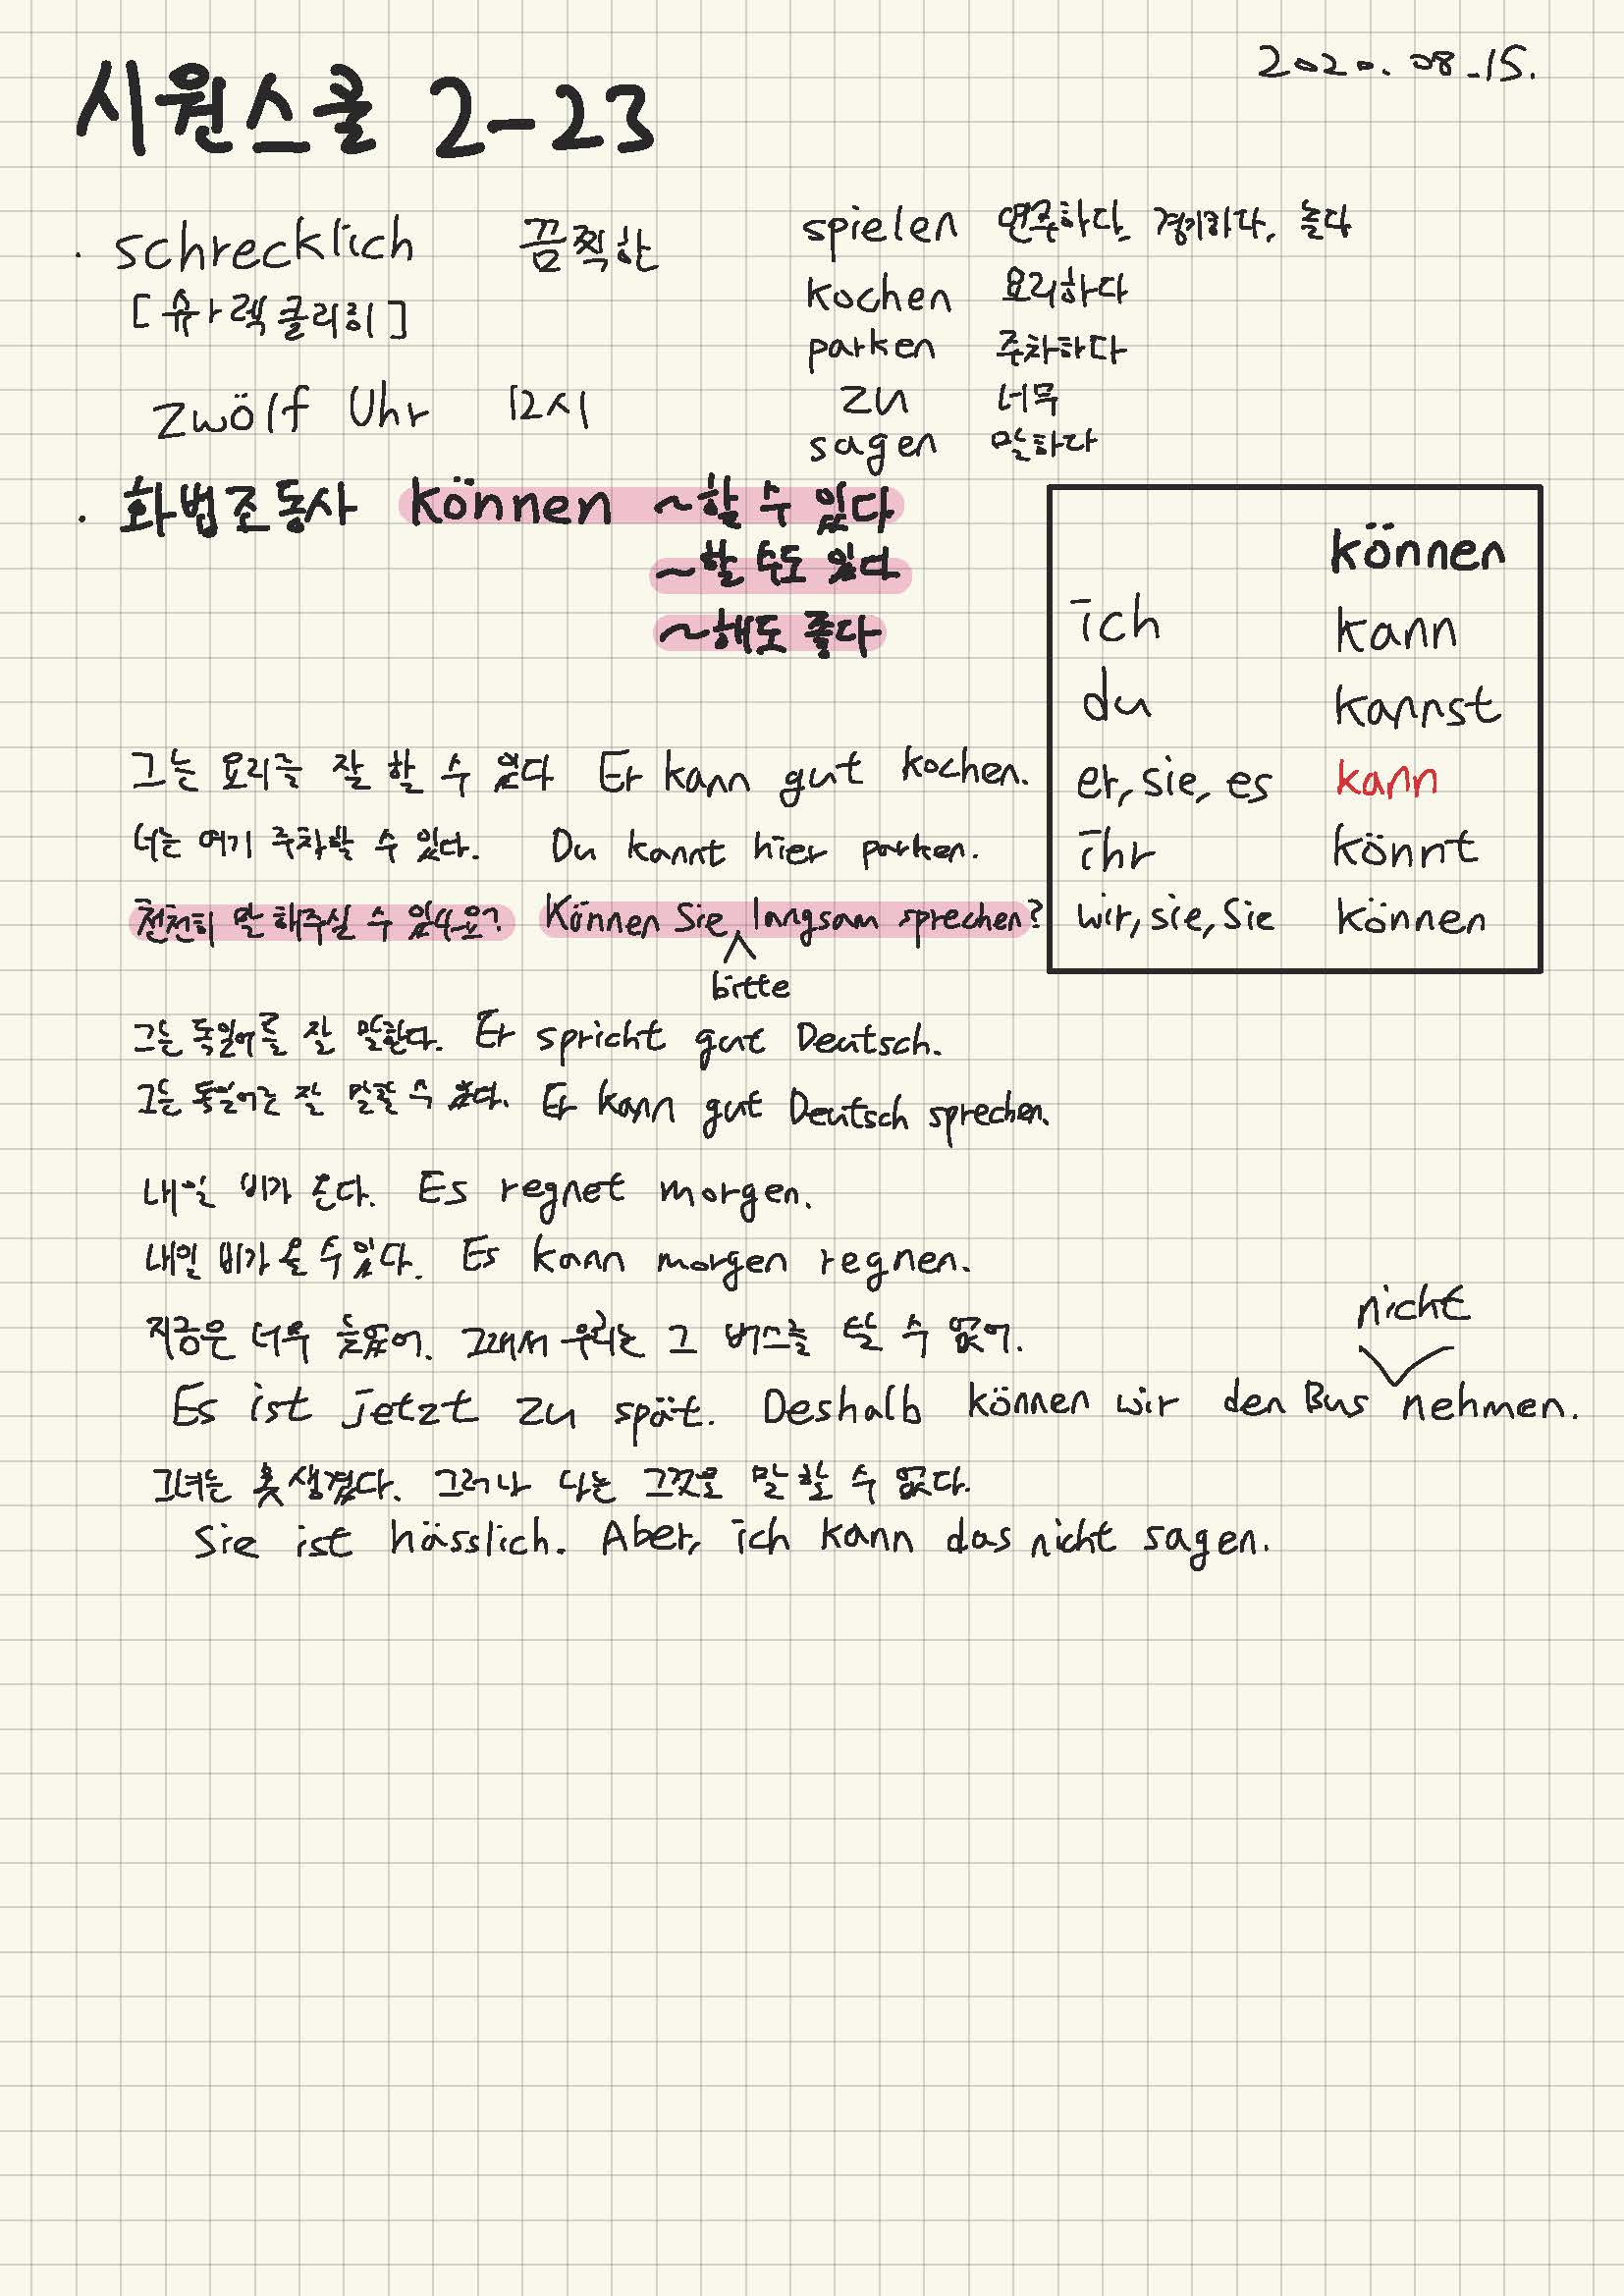 2020. 08. 15.
시원스쿨 2-23
· schrecklich 끔찍한
[슈라렉클리히]
zwölf Uhr 12시
spielen 연주하다, 경기하다, 놀다
kochen 요리하다
parken 주차하다
zu 너무
sagen 말하다
· 화법조동사 können ~할 수 있다
~할 수도 있다
~해도 좋다
können
ich kann
du kannst
er, sie, es kann
ihr könnt
wir, sie, Sie können
그는 요리를 잘 할 수 있다 Er kann gut kochen.
너는 여기 주차할 수 있다. Du kannt hier parken.
천천히 말 해주실 수 있나요? Können Sie langsam sprechen?
bitte
그는 독일어를 잘 말한다. Er spricht gut Deutsch.
그는 독일어를 잘 말할 수 있다. Er kann gut Deutsch sprechen.
내일 비가 온다. Es regnet morgen.
내일 비가 올 수 있다. Es kann morgen regnen.
지금은 너무 늦었어. 그래서 우리는 그 버스를 탈 수 없어.
nicht
Es ist jetzt zu spät. Deshalb können wir den Bus nehmen.
그녀는 못생겼다. 그러나 나는 그것을 말할 수 없다.
Sie ist hässlich. Aber, ich kann das nicht sagen.